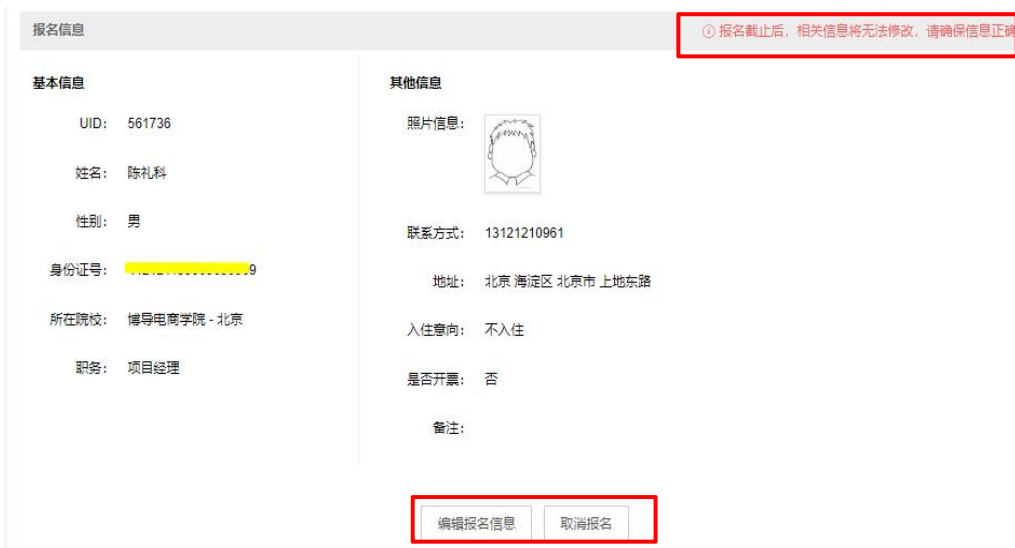 报名信息
报名截止后，相关信息将无法修改，请确保信息正确
基本信息
UID： 561736
姓名： 陈礼科
性别： 男
身份证号： 9
所在院校： 博导电商学院 - 北京
职务： 项目经理
其他信息
照片信息：
联系方式： 13121210961
地址： 北京 海淀区 北京市 上地东路
入住意向： 不入住
是否开票： 否
备注：
编辑报名信息 取消报名